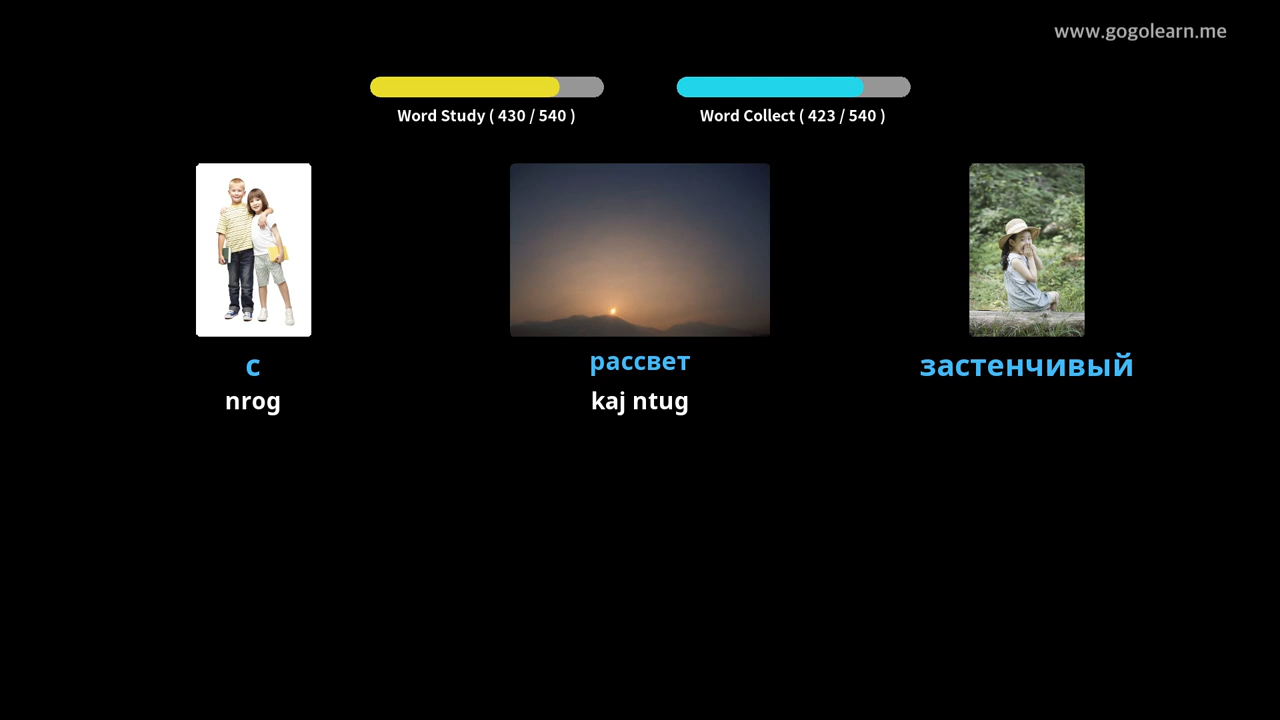 www.gogolearn.me
Word Study ( 430 / 540 )
Word Collect ( 423 / 540 )
с
nrog
рассвет
kaj ntug
застенчивый